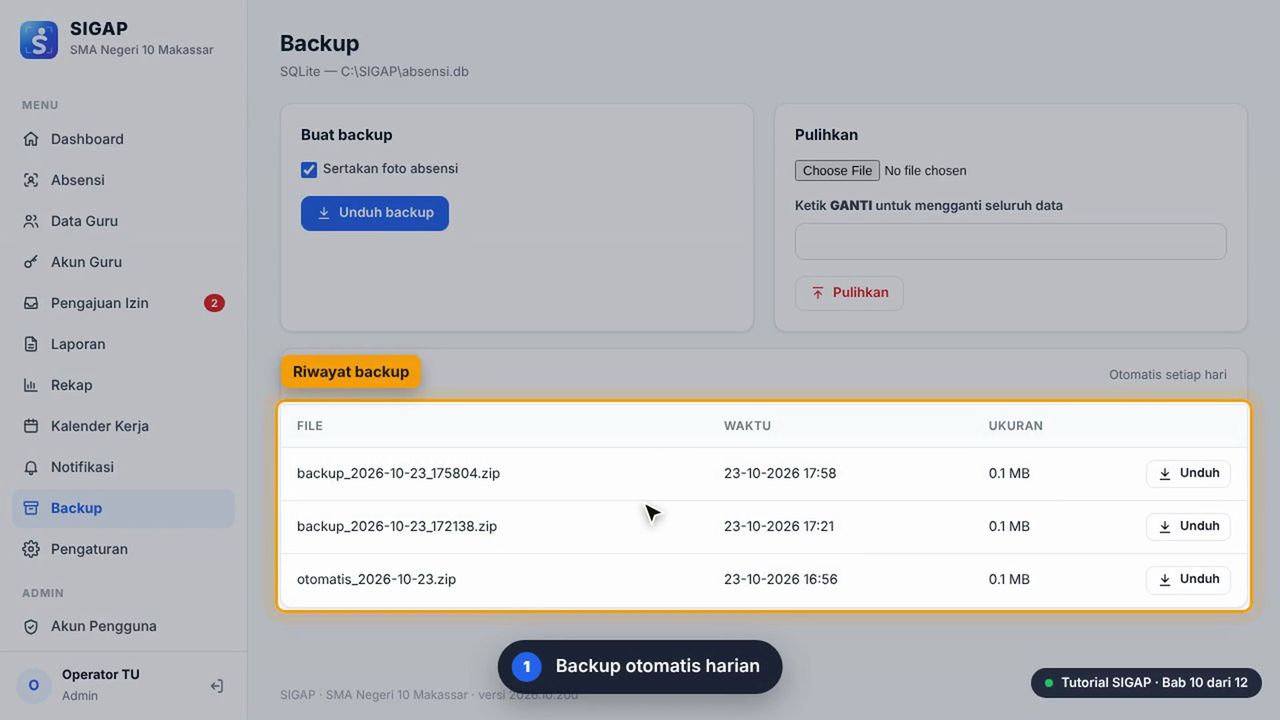 SIGAP
SMA Negeri 10 Makassar
MENU
Dashboard
Absensi
Data Guru
Akun Guru
Pengajuan Izin 2
Laporan
Rekap
Kalender Kerja
Notifikasi
Backup
Pengaturan
ADMIN
Akun Pengguna
O Operator TU
Admin
Backup
SQLite — C:\SIGAP\absensi.db
Buat backup
Sertakan foto absensi
Unduh backup
Pulihkan
Choose File No file chosen
Ketik GANTI untuk mengganti seluruh data
Pulihkan
Riwayat backup
Otomatis setiap hari
FILE WAKTU UKURAN
backup_2026-10-23_175804.zip 23-10-2026 17:58 0.1 MB Unduh
backup_2026-10-23_172138.zip 23-10-2026 17:21 0.1 MB Unduh
otomatis_2026-10-23.zip 23-10-2026 16:56 0.1 MB Unduh
1 Backup otomatis harian
SIGAP · SMA Negeri 10 Makassar · versi
Tutorial SIGAP · Bab 10 dari 12